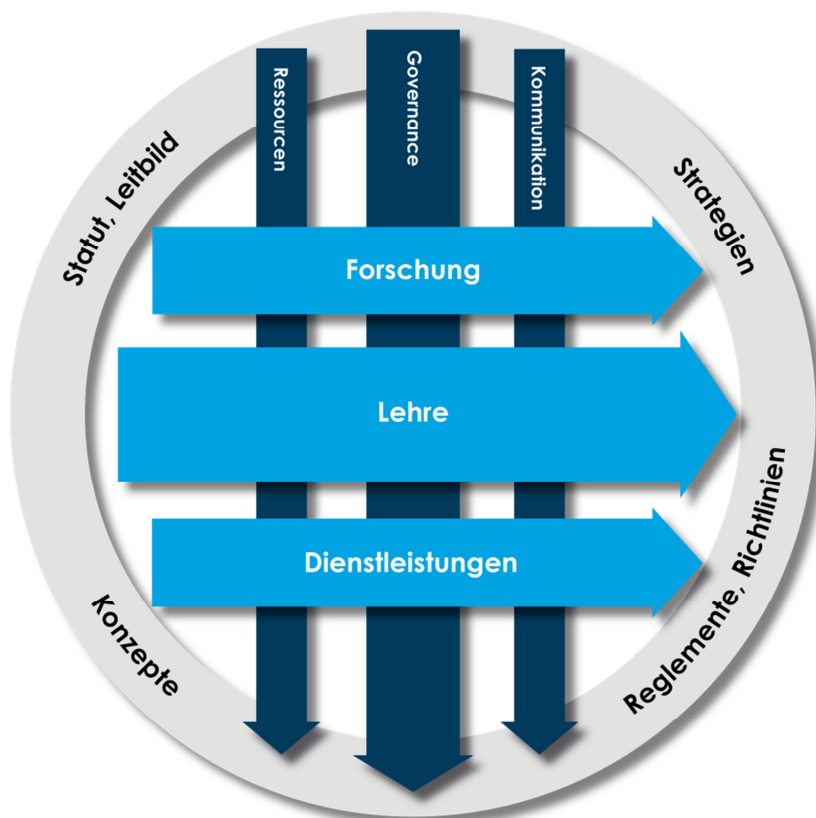 Ressourcen
Governance
Kommunikation
Statut, Leitbild
Strategien
Forschung
Lehre
Dienstleistungen
Konzepte
Reglemente, Richtlinien